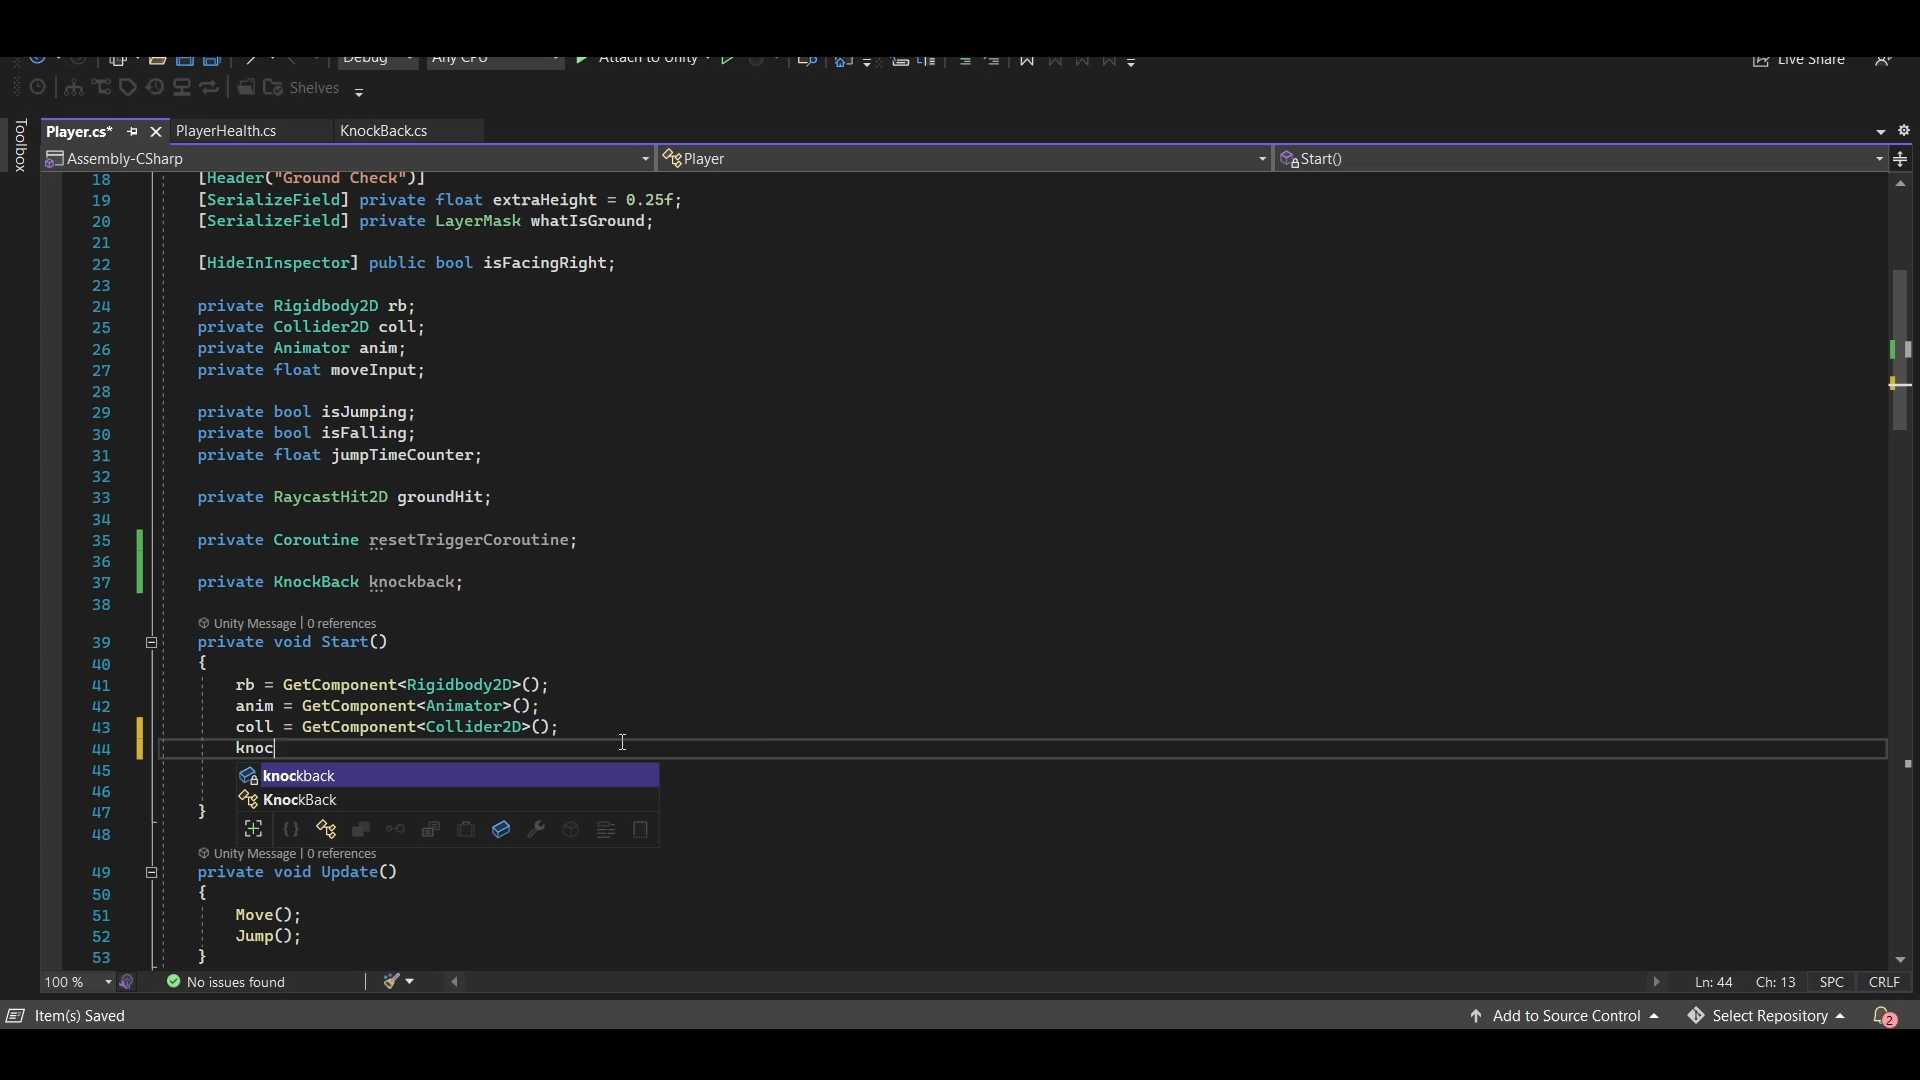 Debug Any CPU Attach to Unity Live Share
Shelves
Toolbox
Player.cs* PlayerHealth.cs KnockBack.cs
Assembly-CSharp Player Start()
18 [Header("Ground Check")]
19 [SerializeField] private float extraHeight = 0.25f;
20 [SerializeField] private LayerMask whatIsGround;
21
22 [HideInInspector] public bool isFacingRight;
23
24 private Rigidbody2D rb;
25 private Collider2D coll;
26 private Animator anim;
27 private float moveInput;
28
29 private bool isJumping;
30 private bool isFalling;
31 private float jumpTimeCounter;
32
33 private RaycastHit2D groundHit;
34
35 private Coroutine resetTriggerCoroutine;
36
37 private KnockBack knockback;
38
Unity Message | 0 references
39 private void Start()
40 {
41 rb = GetComponent<Rigidbody2D>();
42 anim = GetComponent<Animator>();
43 coll = GetComponent<Collider2D>();
44 knoc
45 knockback
46 KnockBack
47 }
48
Unity Message | 0 references
49 private void Update()
50 {
51 Move();
52 Jump();
53 }
100 % No issues found Ln: 44 Ch: 13 SPC CRLF
Item(s) Saved Add to Source Control Select Repository 2